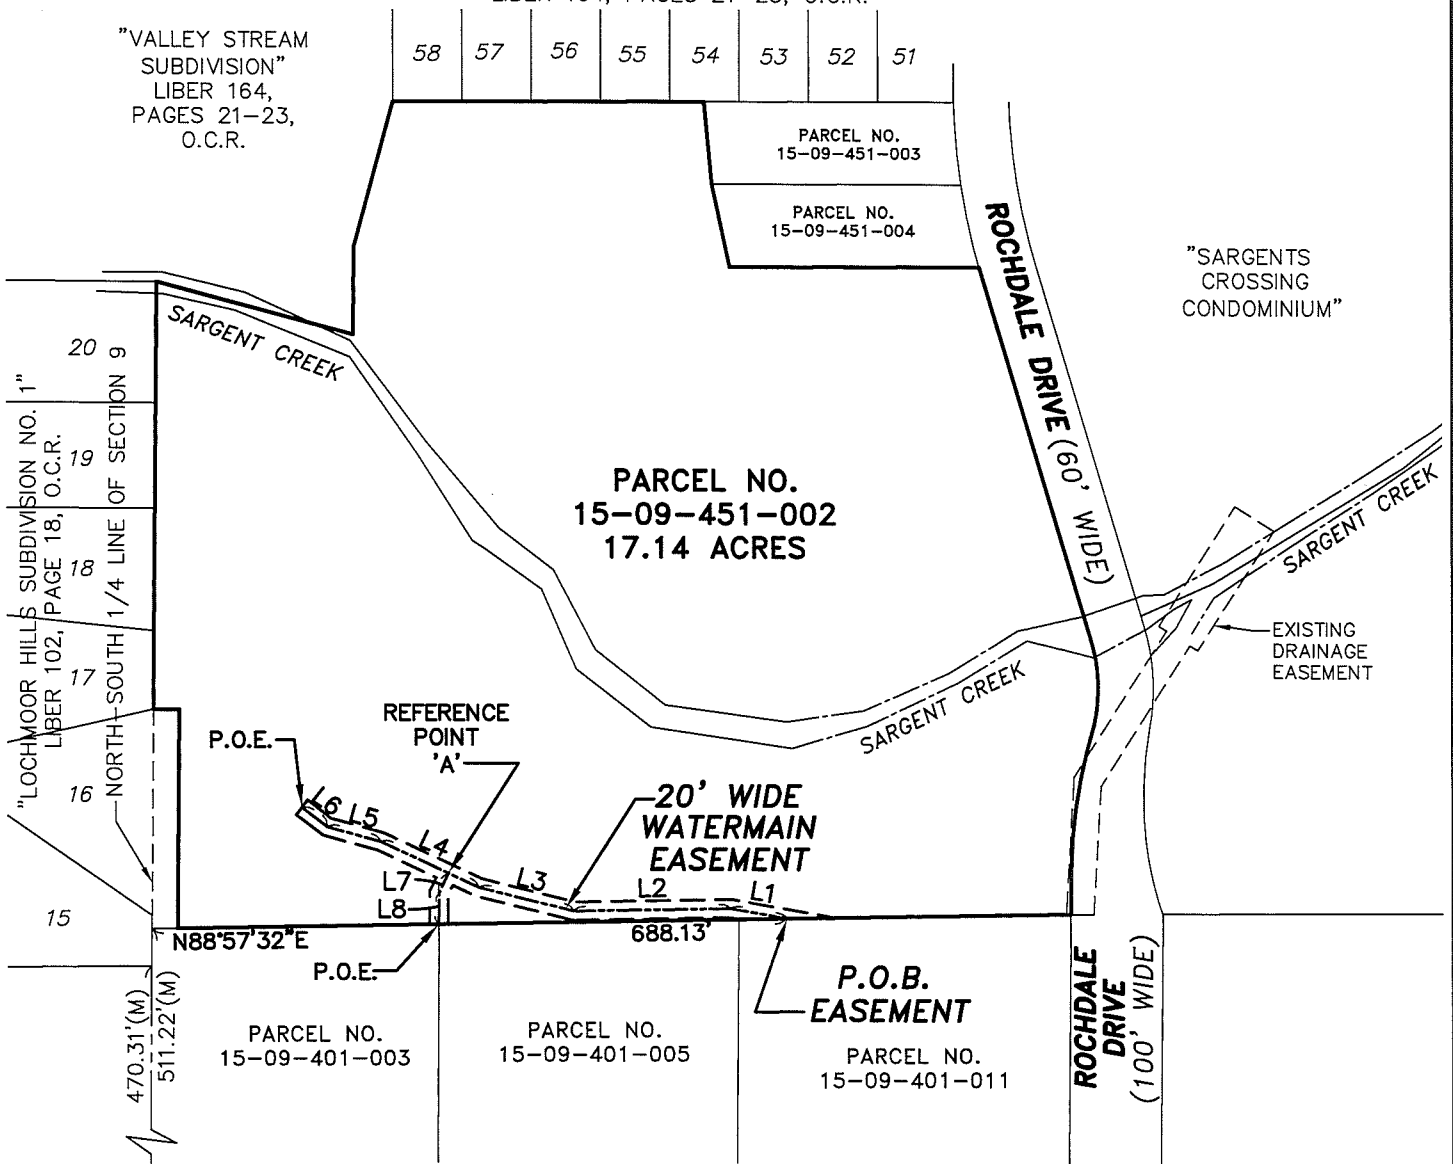 "VALLEY STREAM
SUBDIVISION"
LIBER 164,
PAGES 21-23,
O.C.R.
58 57 56 55 54 53 52 51
PARCEL NO.
15-09-451-003
PARCEL NO.
15-09-451-004
ROCHDALE DRIVE (60' WIDE)
"SARGENTS
CROSSING
CONDOMINIUM"
SARGENT CREEK
20
19
18
17
16
15
"LOCHMOOR HILLS SUBDIVISION NO. 1"
LIBER 102, PAGE 18, O.C.R.
NORTH-SOUTH 1/4 LINE OF SECTION 9
PARCEL NO.
15-09-451-002
17.14 ACRES
SARGENT CREEK
EXISTING
DRAINAGE
EASEMENT
SARGENT CREEK
REFERENCE
POINT
'A'
P.O.E.
20' WIDE
WATERMAIN
EASEMENT
L6
L5
L4
L3
L2
L1
L7
L8
N88°57'32"E
688.13'
P.O.E.
P.O.B.
EASEMENT
470.31'(M)
511.22'(M)
PARCEL NO.
15-09-401-003
PARCEL NO.
15-09-401-005
PARCEL NO.
15-09-401-011
ROCHDALE
DRIVE
(100' WIDE)